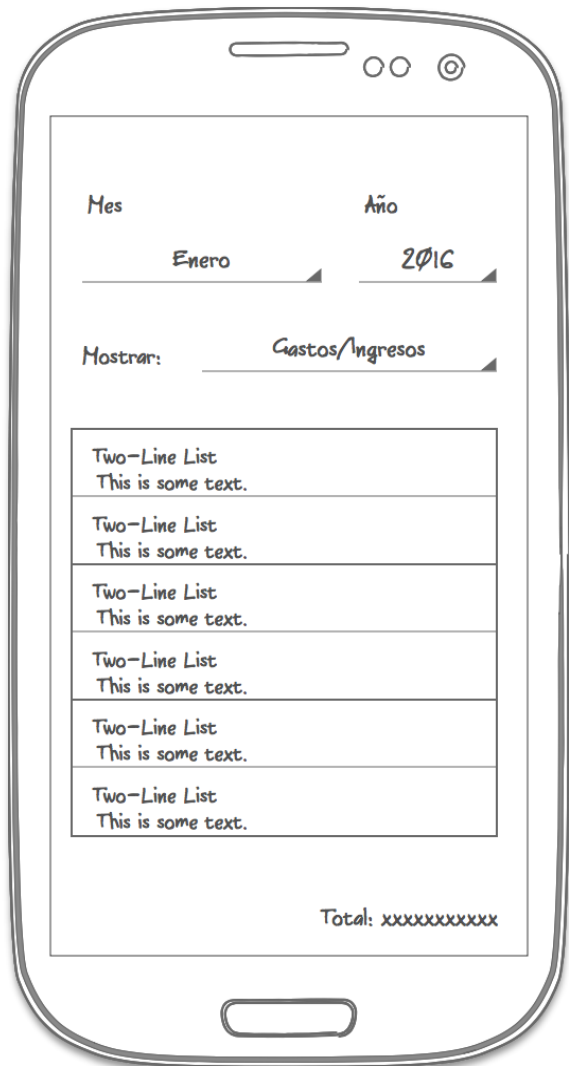 Mes Año
Enero 2016
Mostrar: Gastos/Ingresos
Two-Line List
This is some text.
Two-Line List
This is some text.
Two-Line List
This is some text.
Two-Line List
This is some text.
Two-Line List
This is some text.
Two-Line List
This is some text.
Total: xxxxxxxxxxx